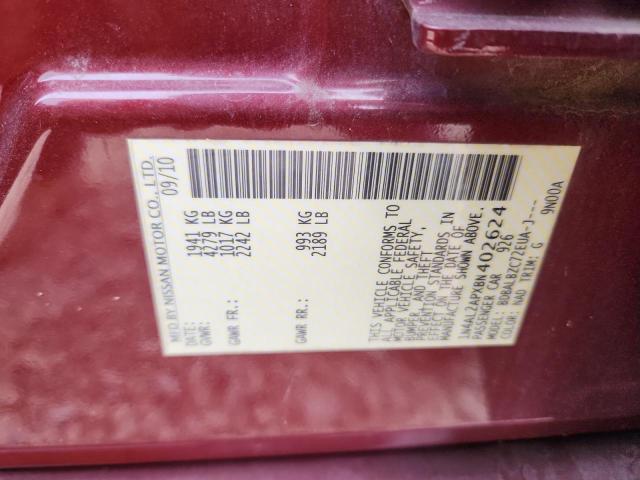 MFD.BY NISSAN MOTOR CO., LTD.
09/10
GVWR: 1941 KG
4279 LB
GAWR FR.: 1017 KG
2242 LB
GAWR RR.: 993 KG
2189 LB
THIS VEHICLE CONFORMS TO
ALL APPLICABLE FEDERAL
MOTOR VEHICLE SAFETY,
BUMPER, AND THEFT
PREVENTION STANDARDS IN
EFFECT ON THE DATE OF
MANUFACTURE SHOWN ABOVE.
1N4AL2APXBN402624
PASSENGER CAR 926
MODEL: BDBALBZC72EUA-J---
COLOR: NAD TRIM: G 9N00A